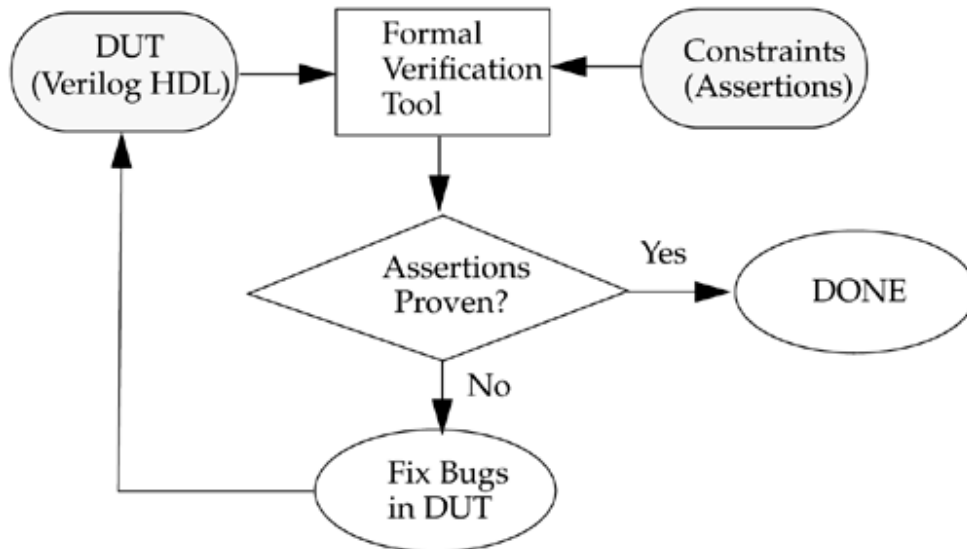 DUT
(Verilog HDL)
Formal
Verification
Tool
Constraints
(Assertions)
Assertions
Proven?
Yes
DONE
No
Fix Bugs
in DUT